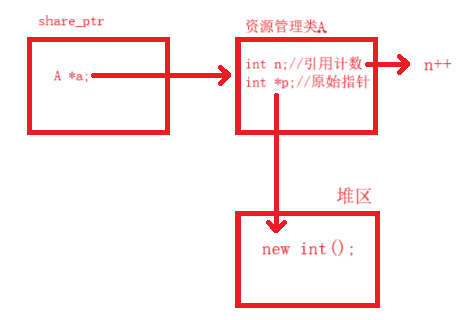 share_ptr
资源管理类A
A *a;
int n;//引用计数
n++
int *p;//原始指针
堆区
new int();